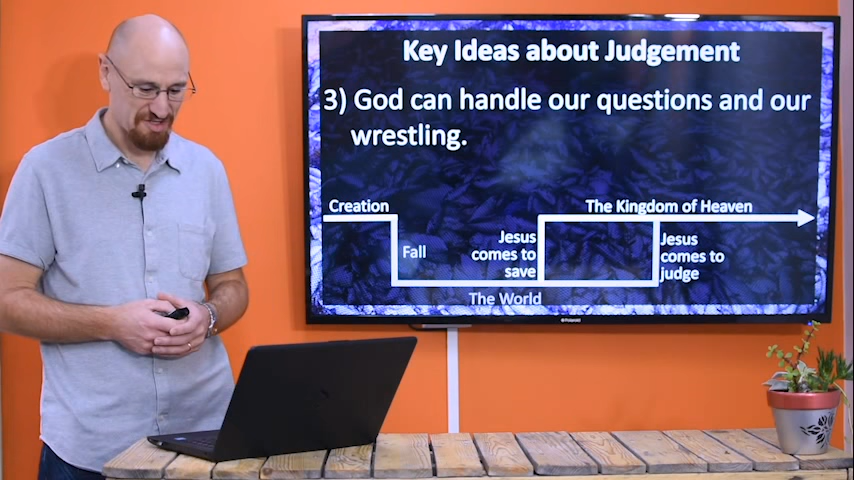 Key Ideas about Judgement
3) God can handle our questions and our
wrestling.
Creation
The Kingdom of Heaven
Fall
Jesus
comes to
save
Jesus
comes to
judge
The World
Polaroid